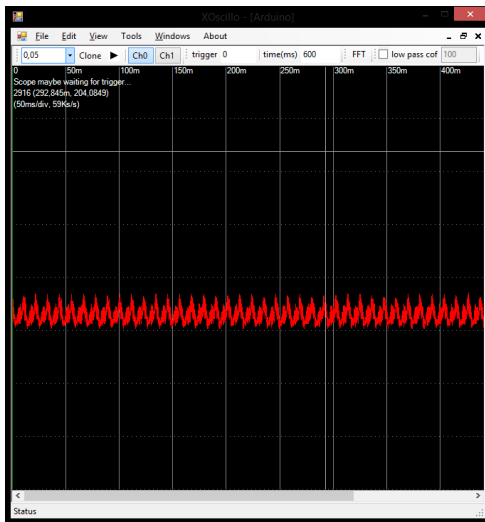 XOscillo - [Arduino]
File Edit View Tools Windows About
0,05 Clone Ch0 Ch1 trigger 0 time(ms) 600 FFT low pass cof 100
0 50m 100m 150m 200m 250m 300m 350m 400m
Scope maybe waiting for trigger...
2916 (292.845m, 204.0849)
(50ms/div, 59Ks/s)
Status